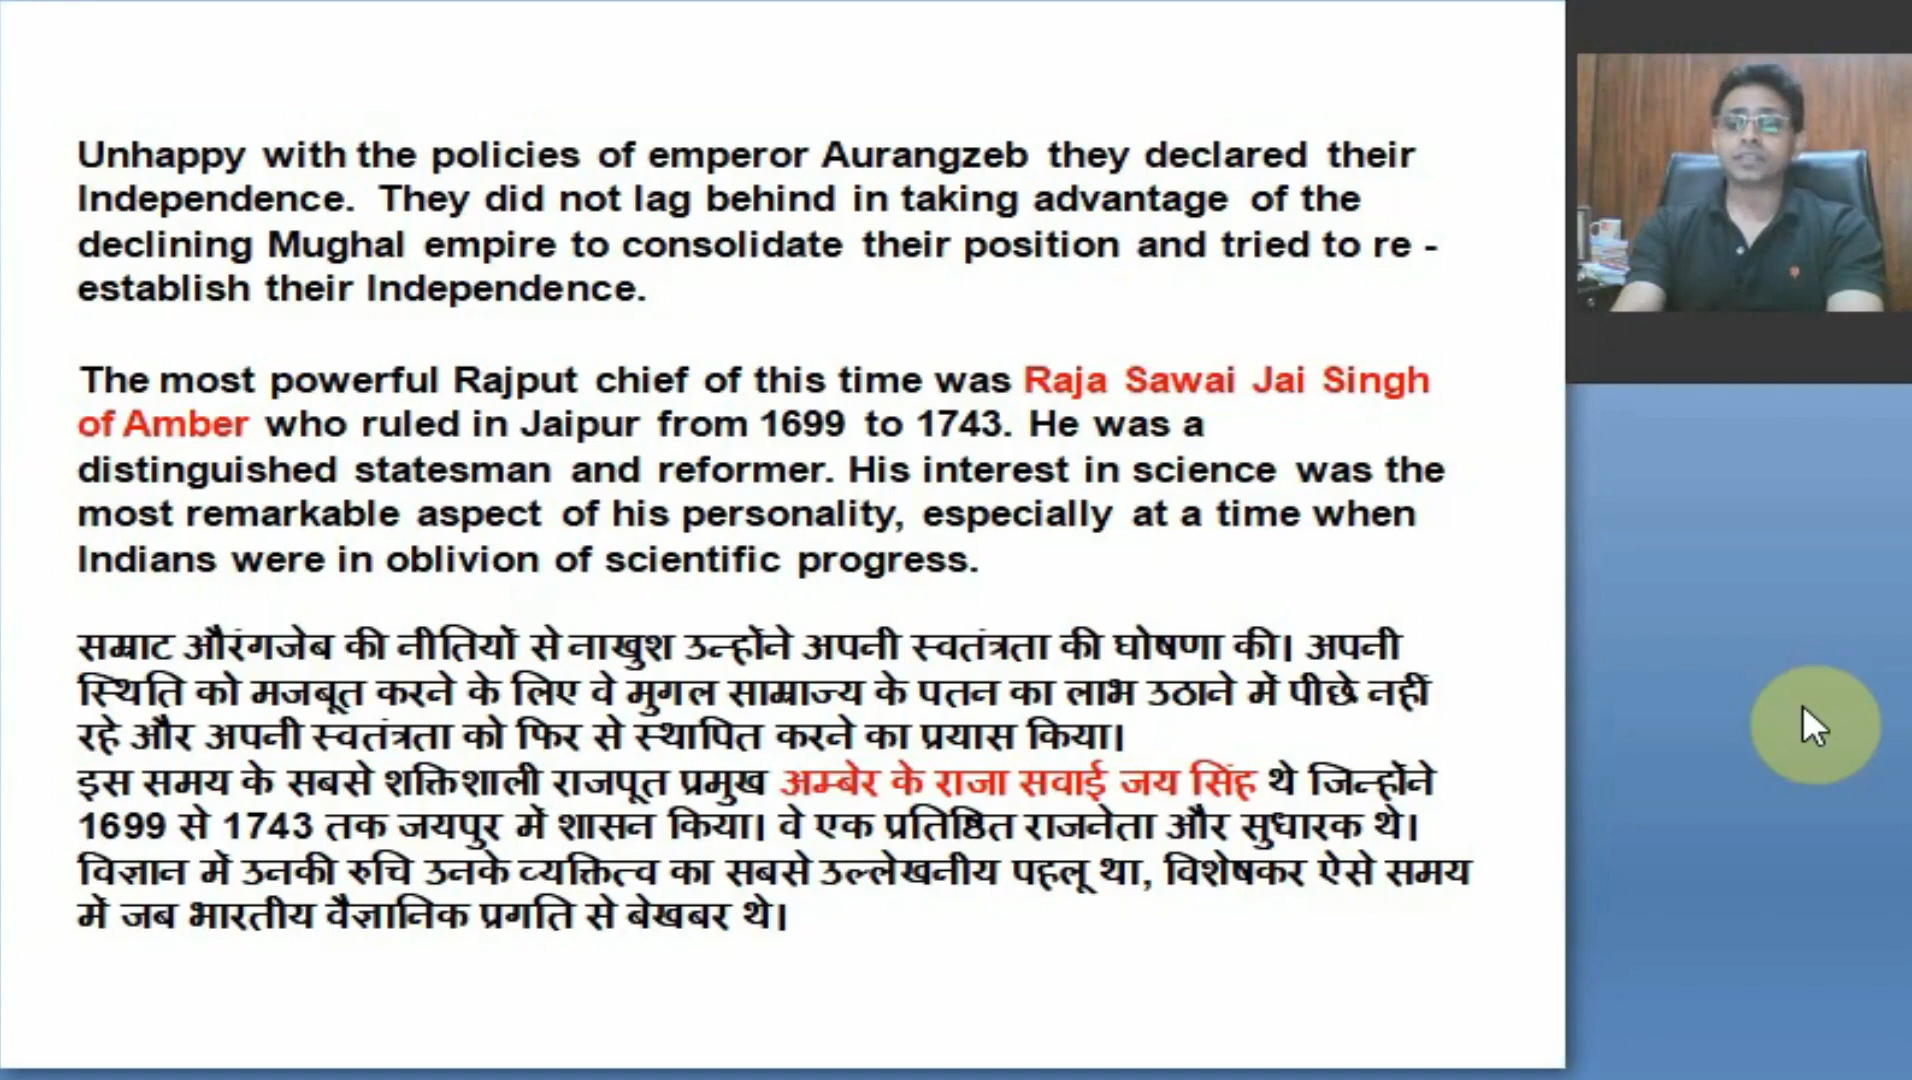 Unhappy with the policies of emperor Aurangzeb they declared their
Independence. They did not lag behind in taking advantage of the
declining Mughal empire to consolidate their position and tried to re -
establish their Independence.
The most powerful Rajput chief of this time was Raja Sawai Jai Singh
of Amber who ruled in Jaipur from 1699 to 1743. He was a
distinguished statesman and reformer. His interest in science was the
most remarkable aspect of his personality, especially at a time when
Indians were in oblivion of scientific progress.
सम्राट औरंगजेब की नीतियों से नाखुश उन्होंने अपनी स्वतंत्रता की घोषणा की। अपनी
स्थिति को मजबूत करने के लिए वे मुगल साम्राज्य के पतन का लाभ उठाने में पीछे नहीं
रहे और अपनी स्वतंत्रता को फिर से स्थापित करने का प्रयास किया।
इस समय के सबसे शक्तिशाली राजपूत प्रमुख अम्बेर के राजा सवाई जय सिंह थे जिन्होंने
1699 से 1743 तक जयपुर में शासन किया। वे एक प्रतिष्ठित राजनेता और सुधारक थे।
विज्ञान में उनकी रुचि उनके व्यक्तित्व का सबसे उल्लेखनीय पहलू था, विशेषकर ऐसे समय
में जब भारतीय वैज्ञानिक प्रगति से बेखबर थे।